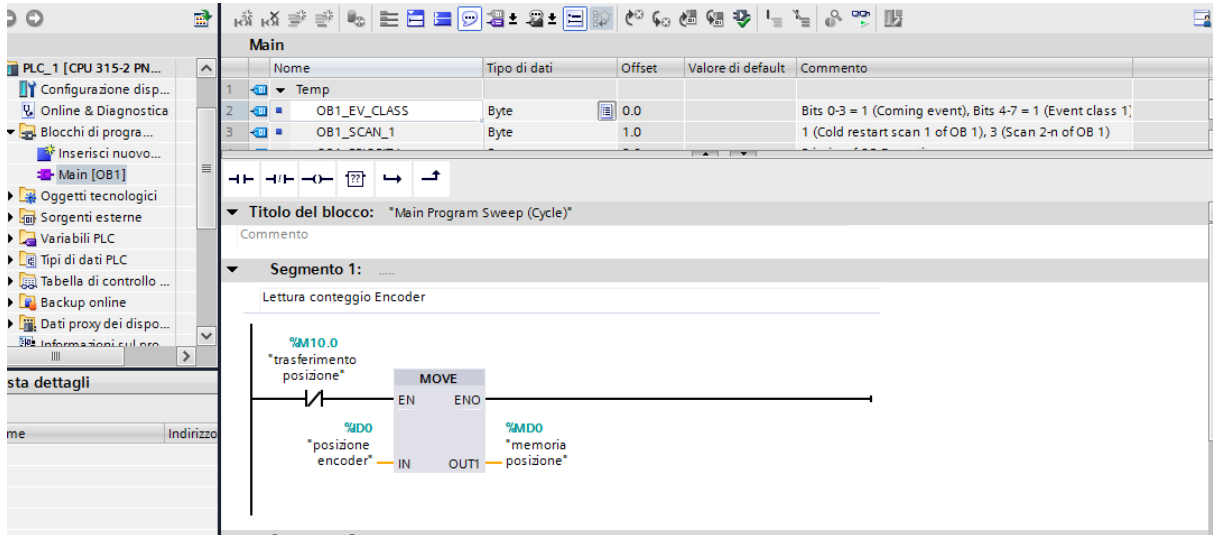 Main
PLC_1 [CPU 315-2 PN...
Configurazione disp...
Online & Diagnostica
Blocchi di progra...
Inserisci nuovo...
Main [OB1]
Oggetti tecnologici
Sorgenti esterne
Variabili PLC
Tipi di dati PLC
Tabella di controllo ...
Backup online
Dati proxy dei dispo...
sta dettagli
me Indirizzo
Nome Tipo di dati Offset Valore di default Commento
1 Temp
2 OB1_EV_CLASS Byte 0.0 Bits 0-3 = 1 (Coming event), Bits 4-7 = 1 (Event class 1)
3 OB1_SCAN_1 Byte 1.0 1 (Cold restart scan 1 of OB 1), 3 (Scan 2-n of OB 1)
??
Titolo del blocco: "Main Program Sweep (Cycle)"
Commento
Segmento 1: .....
Lettura conteggio Encoder
%M10.0
"trasferimento
posizione"
MOVE
EN ENO
%ID0
"posizione
encoder"
IN OUT1
%MD0
"memoria
posizione"